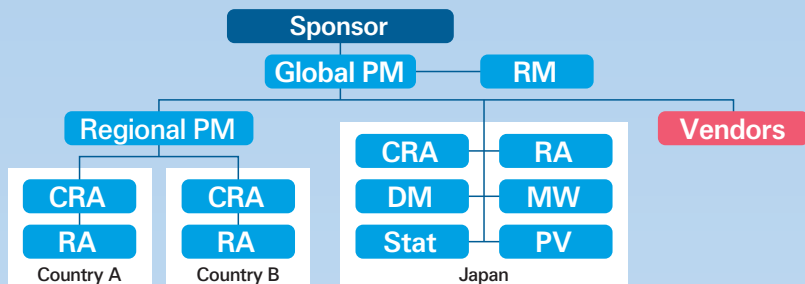 Sponsor
Global PM
RM
Regional PM
Vendors
CRA
RA
Country A
CRA
RA
Country B
CRA
RA
DM
MW
Stat
PV
Japan